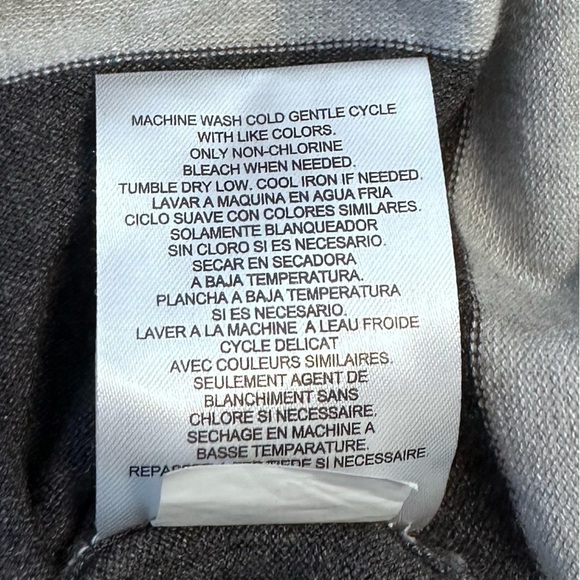 MACHINE WASH COLD GENTLE CYCLE
WITH LIKE COLORS.
ONLY NON-CHLORINE
BLEACH WHEN NEEDED.
TUMBLE DRY LOW. COOL IRON IF NEEDED.
LAVAR A MAQUINA EN AGUA FRIA
CICLO SUAVE CON COLORES SIMILARES.
SOLAMENTE BLANQUEADOR
SIN CLORO SI ES NECESARIO.
SECAR EN SECADORA
A BAJA TEMPERATURA.
PLANCHA A BAJA TEMPERATURA
SI ES NECESARIO.
LAVER A LA MACHINE A LEAU FROIDE
CYCLE DELICAT
AVEC COULEURS SIMILAIRES.
SEULEMENT AGENT DE
BLANCHIMENT SANS
CHLORE SI NECESSAIRE.
SECHAGE EN MACHINE A
BASSE TEMPARATURE.
TIEDE SI NECESSAIRE